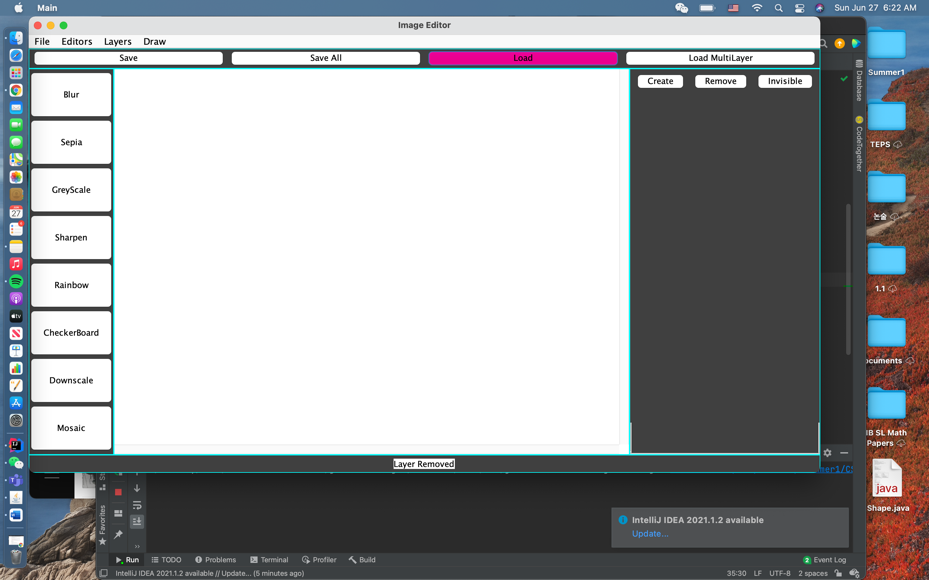 Main
Sun Jun 27 6:22 AM
Image Editor
File Editors Layers Draw
Save
Save All
Load
Load MultiLayer
Create
Remove
Invisible
Blur
Sepia
GreyScale
Sharpen
Rainbow
CheckerBoard
Downscale
Mosaic
Layer Removed
Database
CodeTogether
Summer1
TEPS
논술
1.1
ocuments
IB SL Math
Papers
java
Shape.java
27
Favorites
IntelliJ IDEA 2021.1.2 available
Update...
Run
TODO
Problems
Terminal
Profiler
Build
2 Event Log
IntelliJ IDEA 2021.1.2 available // Update... (5 minutes ago)
35:30 LF UTF-8 2 spaces